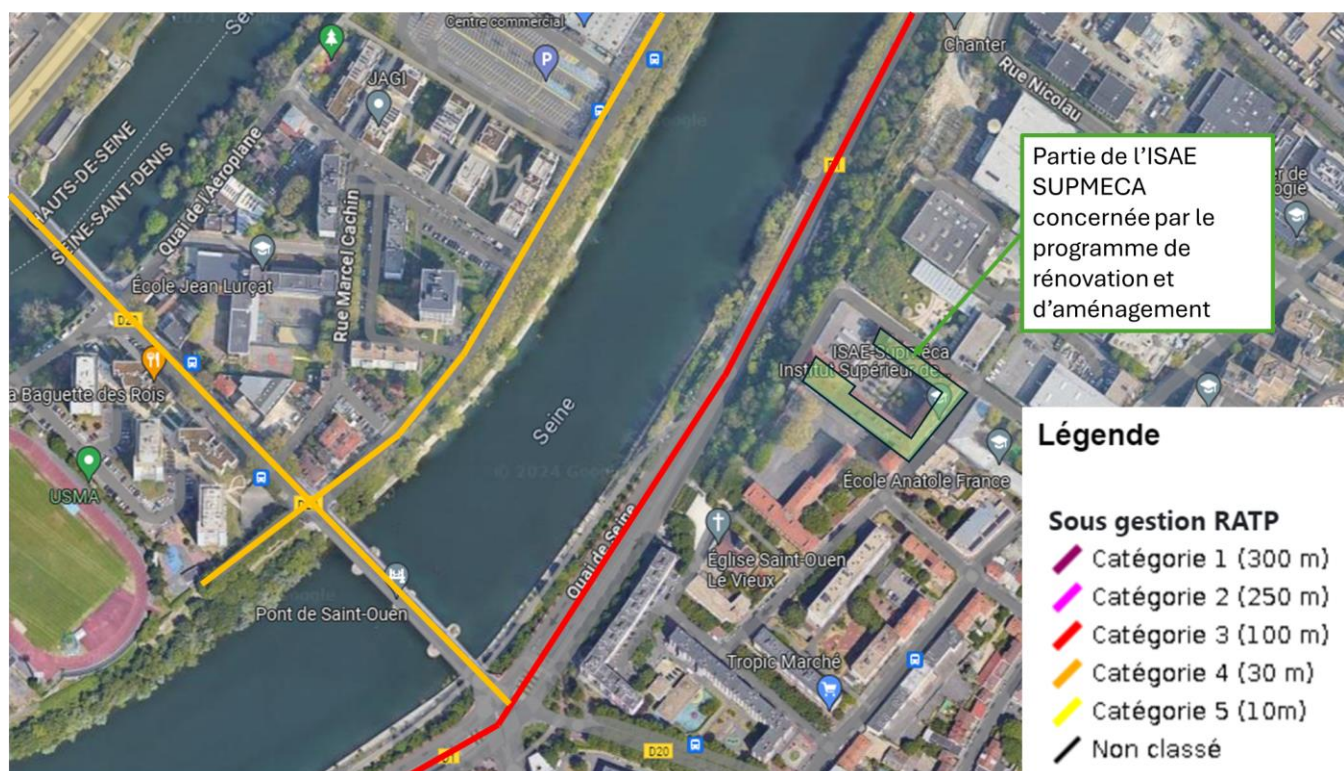 Centre commercial
JAGI
P
Chanter
Rue Nicolau
HAUTS-DE-SEINE
SEINE-SAINT-DENIS
Quai de l'Aéroplane
École Jean Lurçat
Rue Marcel Cachin
Partie de l'ISAE
SUPMECA
concernée par le
programme de
rénovation et
d'aménagement
ISAE-Supméca
Institut Supérieur de...
Baguette des Rois
USMA
Seine
École Anatole France
Quai de Seine
Église Saint-Ouen
Le Vieux
Pont de Saint-Ouen
Tropic Marché
D20
Légende
Sous gestion RATP
Catégorie 1 (300 m)
Catégorie 2 (250 m)
Catégorie 3 (100 m)
Catégorie 4 (30 m)
Catégorie 5 (10m)
Non classé